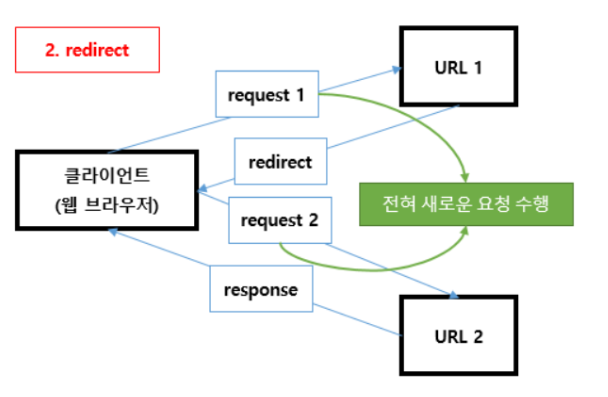 2. redirect
URL 1
request 1
redirect
클라이언트
(웹 브라우저)
전혀 새로운 요청 수행
request 2
response
URL 2